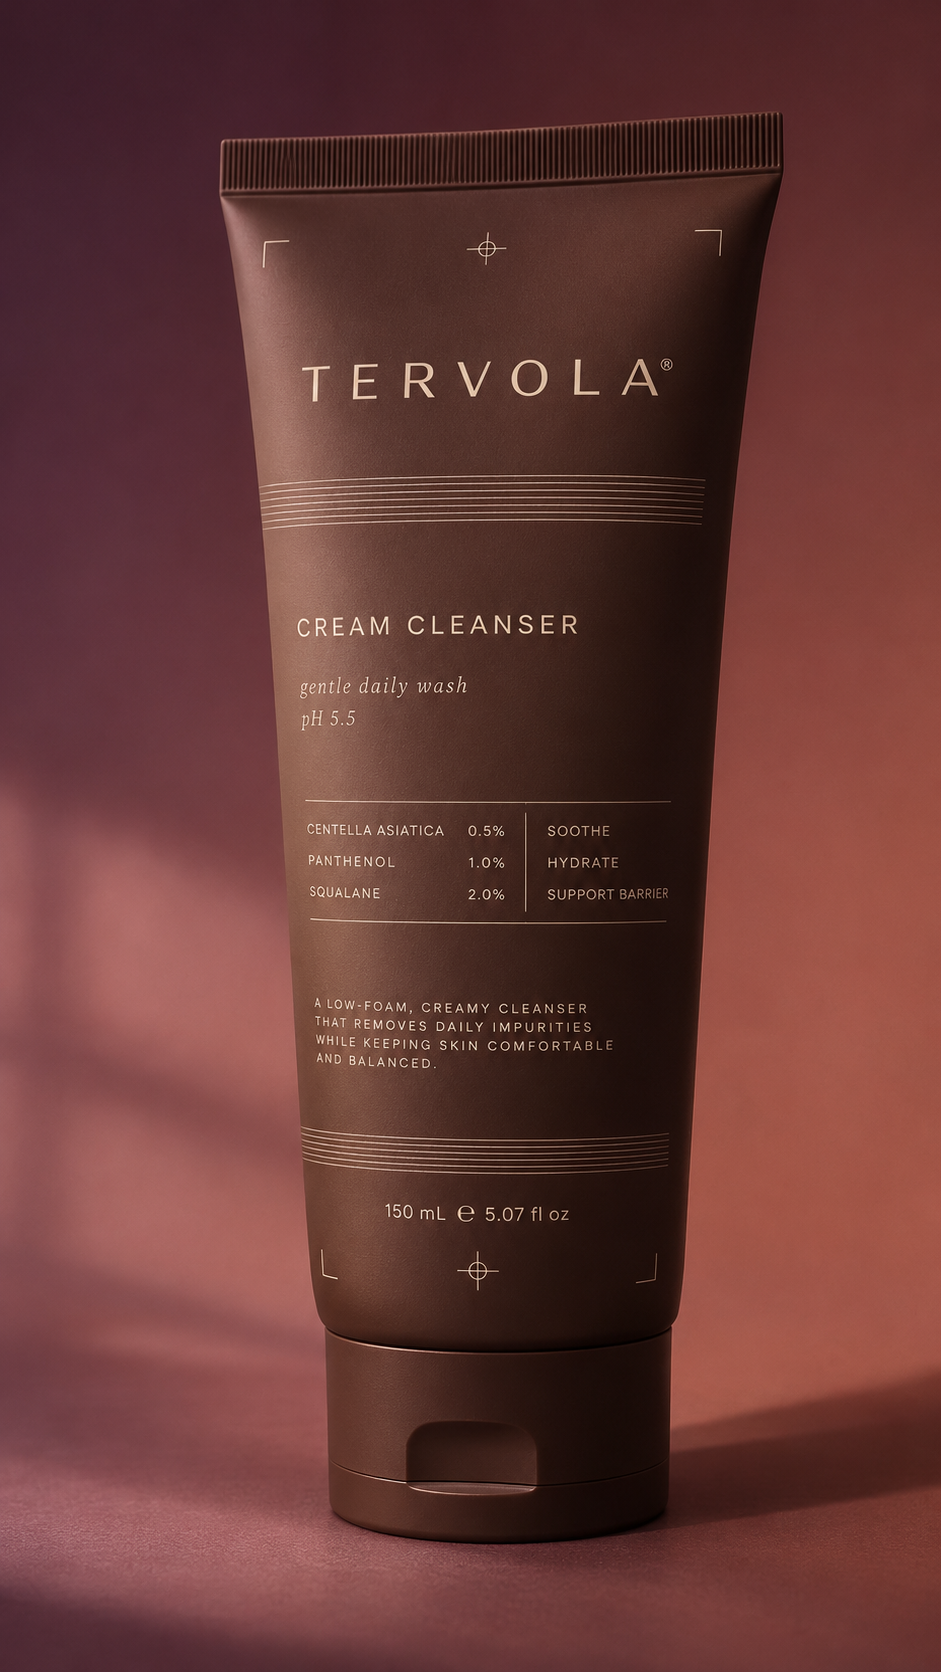 TERVOLA®
CREAM CLEANSER
gentle daily wash
pH 5.5
CENTELLA ASIATICA 0.5% SOOTHE
PANTHENOL 1.0% HYDRATE
SQUALANE 2.0% SUPPORT BARRIER
A LOW-FOAM, CREAMY CLEANSER
THAT REMOVES DAILY IMPURITIES
WHILE KEEPING SKIN COMFORTABLE
AND BALANCED.
150 mL ℮ 5.07 fl oz